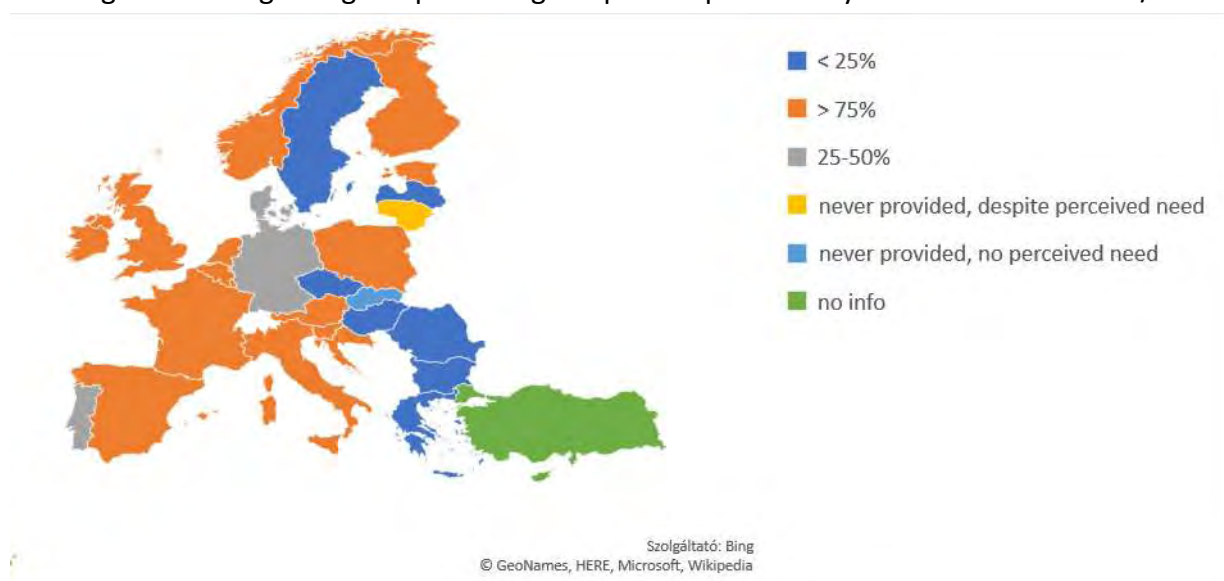 < 25%
> 75%
25-50%
never provided, despite perceived need
never provided, no perceived need
no info
Szolgáltató: Bing
© GeoNames, HERE, Microsoft, Wikipedia